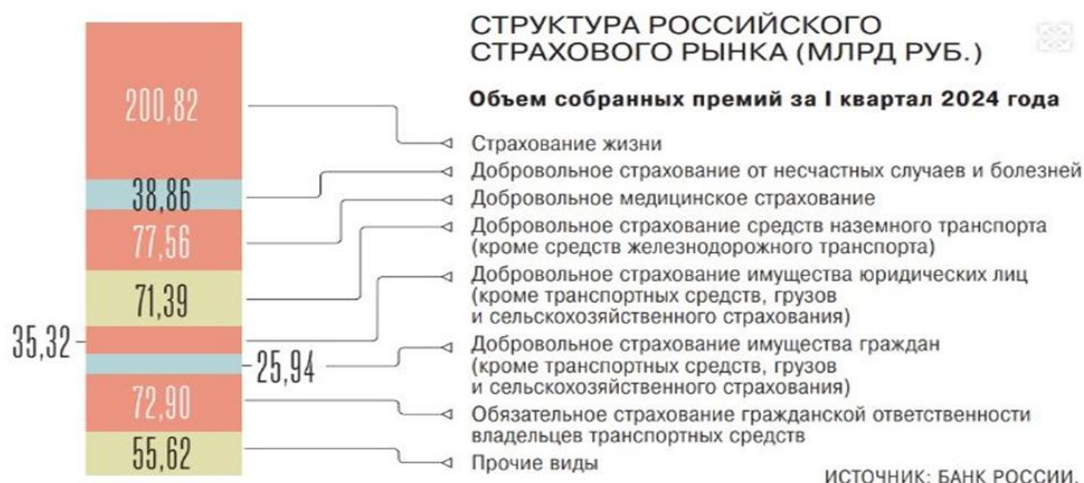 СТРУКТУРА РОССИЙСКОГО
СТРАХОВОГО РЫНКА (МЛРД РУБ.)
Объем собранных премий за I квартал 2024 года
200,82
Страхование жизни
38,86
Добровольное страхование от несчастных случаев и болезней
77,56
Добровольное медицинское страхование
71,39
Добровольное страхование средств наземного транспорта
(кроме средств железнодорожного транспорта)
35,32
Добровольное страхование имущества юридических лиц
(кроме транспортных средств, грузов
и сельскохозяйственного страхования)
25,94
Добровольное страхование имущества граждан
(кроме транспортных средств, грузов
и сельскохозяйственного страхования)
72,90
Обязательное страхование гражданской ответственности
владельцев транспортных средств
55,62
Прочие виды
ИСТОЧНИК: БАНК РОССИИ.